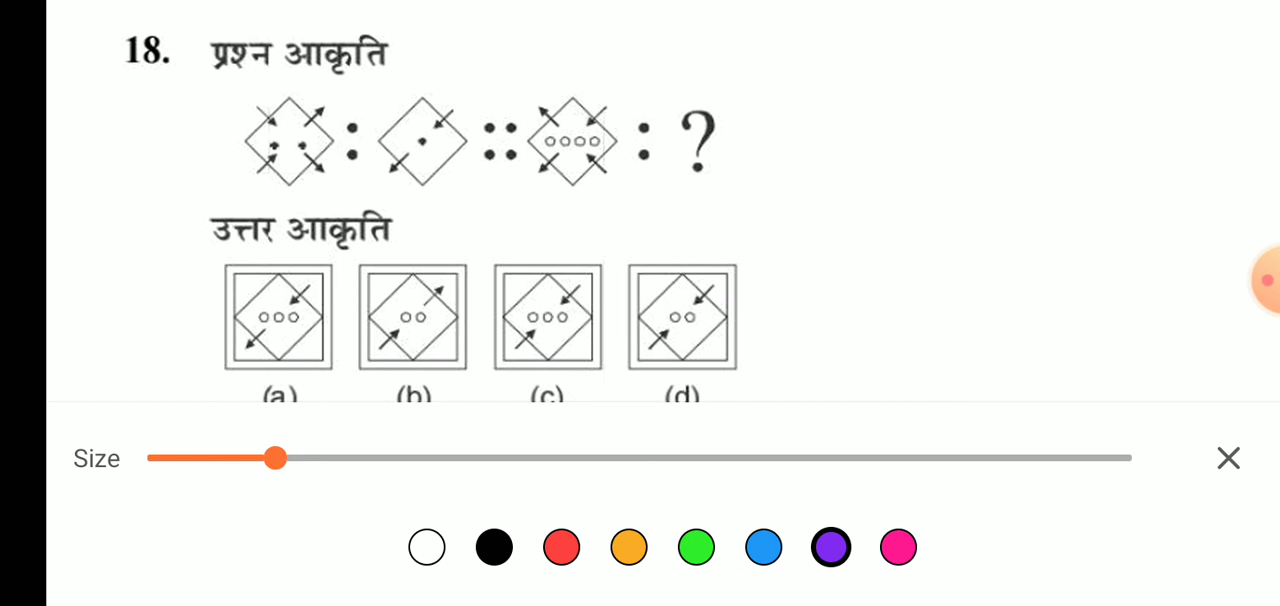 18. प्रश्न आकृति
: :: : ?
उत्तर आकृति
(a) (b) (c) (d)
Size